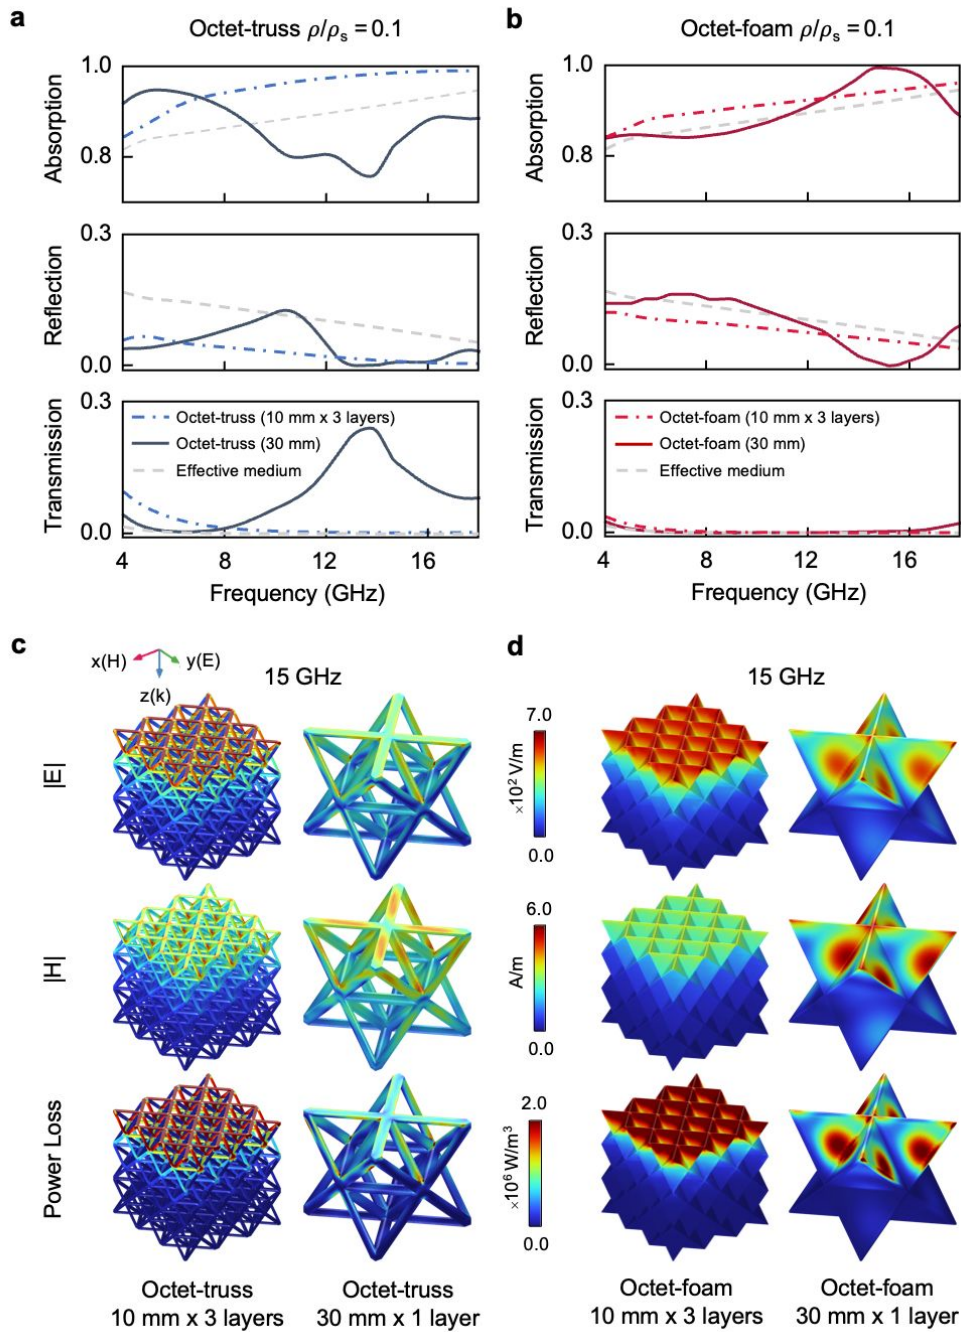 a
Octet-truss ρ/ρs = 0.1
Absorption
1.0
0.8
Reflection
0.3
0.0
Transmission
0.3
0.0
Octet-truss (10 mm x 3 layers)
Octet-truss (30 mm)
Effective medium
4 8 12 16
Frequency (GHz)
b
Octet-foam ρ/ρs = 0.1
Absorption
1.0
0.8
Reflection
0.3
0.0
Transmission
0.3
0.0
Octet-foam (10 mm x 3 layers)
Octet-foam (30 mm)
Effective medium
4 8 12 16
Frequency (GHz)
c
x(H)
y(E)
z(k)
15 GHz
|E|
|H|
Power Loss
Octet-truss
10 mm x 3 layers
Octet-truss
30 mm x 1 layer
d
15 GHz
7.0
×10² V/m
0.0
6.0
A/m
0.0
2.0
×10⁶ W/m³
0.0
Octet-foam
10 mm x 3 layers
Octet-foam
30 mm x 1 layer